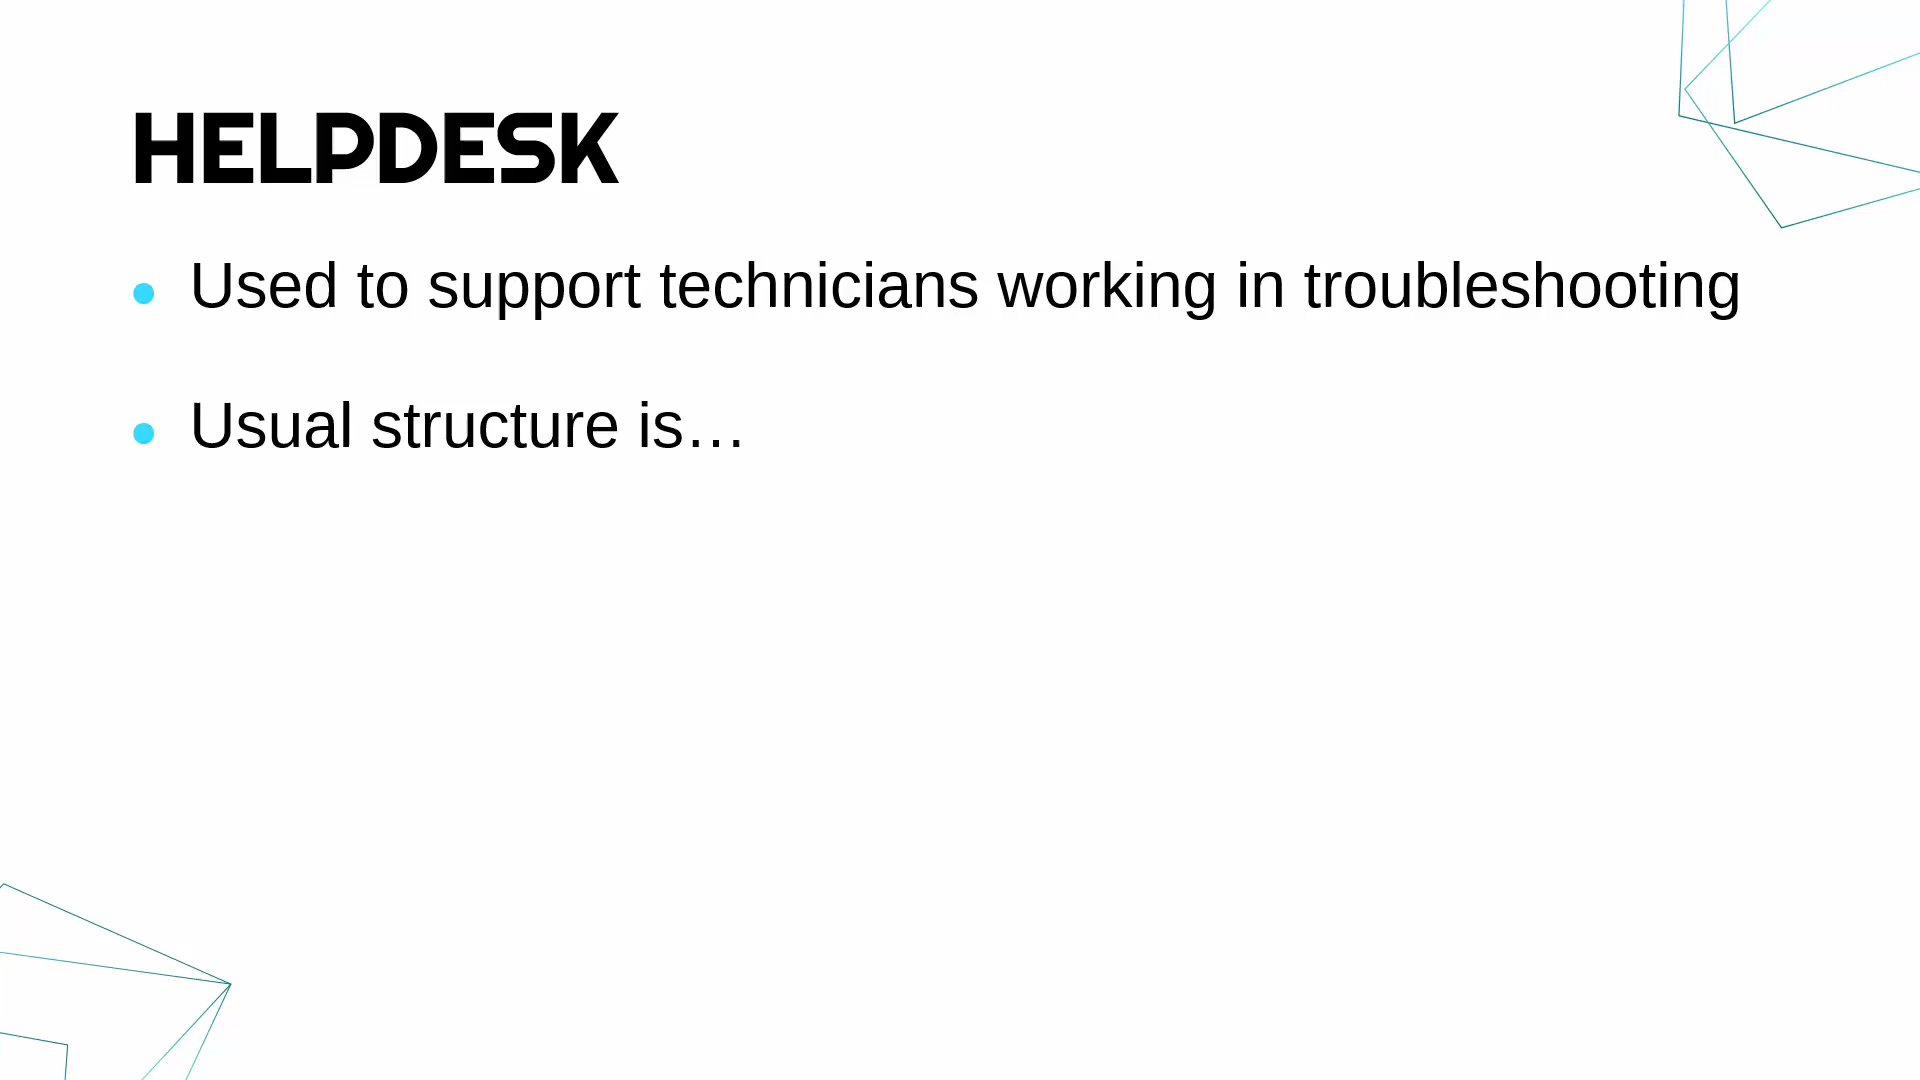 HELPDESK
Used to support technicians working in troubleshooting
Usual structure is…